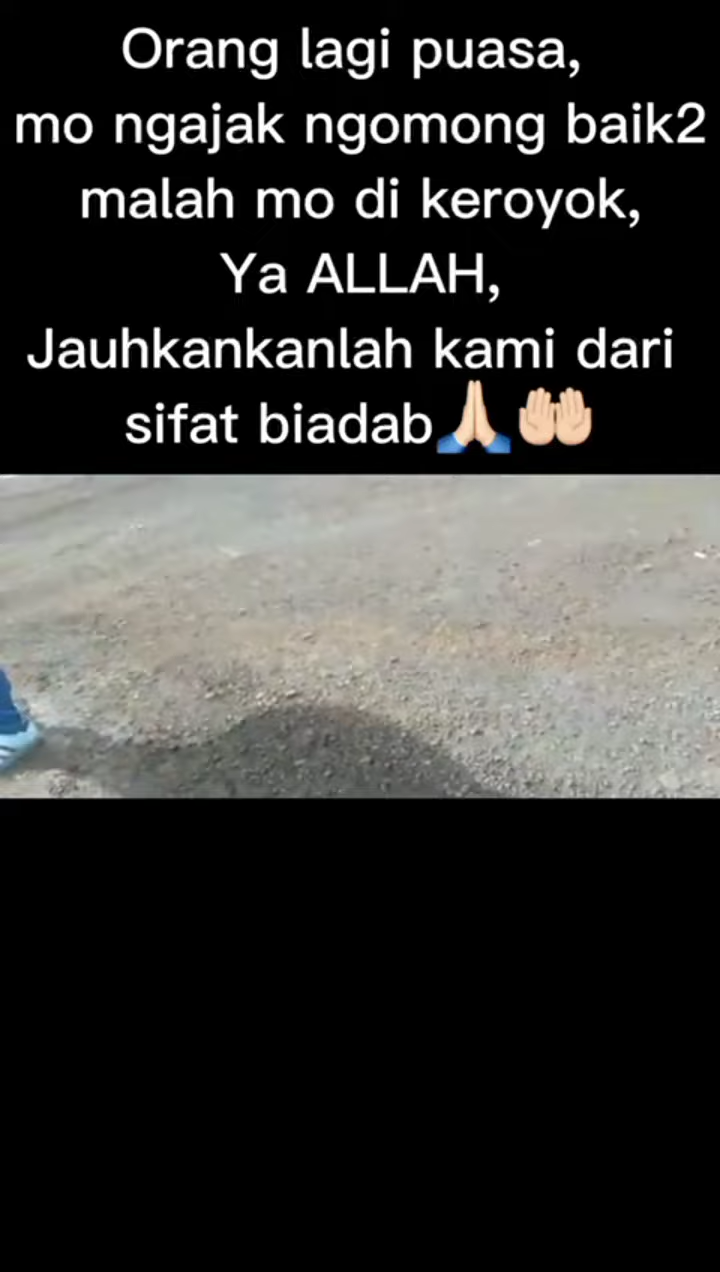 Orang lagi puasa,
mo ngajak ngomong baik2
malah mo di keroyok,
Ya ALLAH,
Jauhkankanlah kami dari
sifat biadab🙏🏻🤲🏻